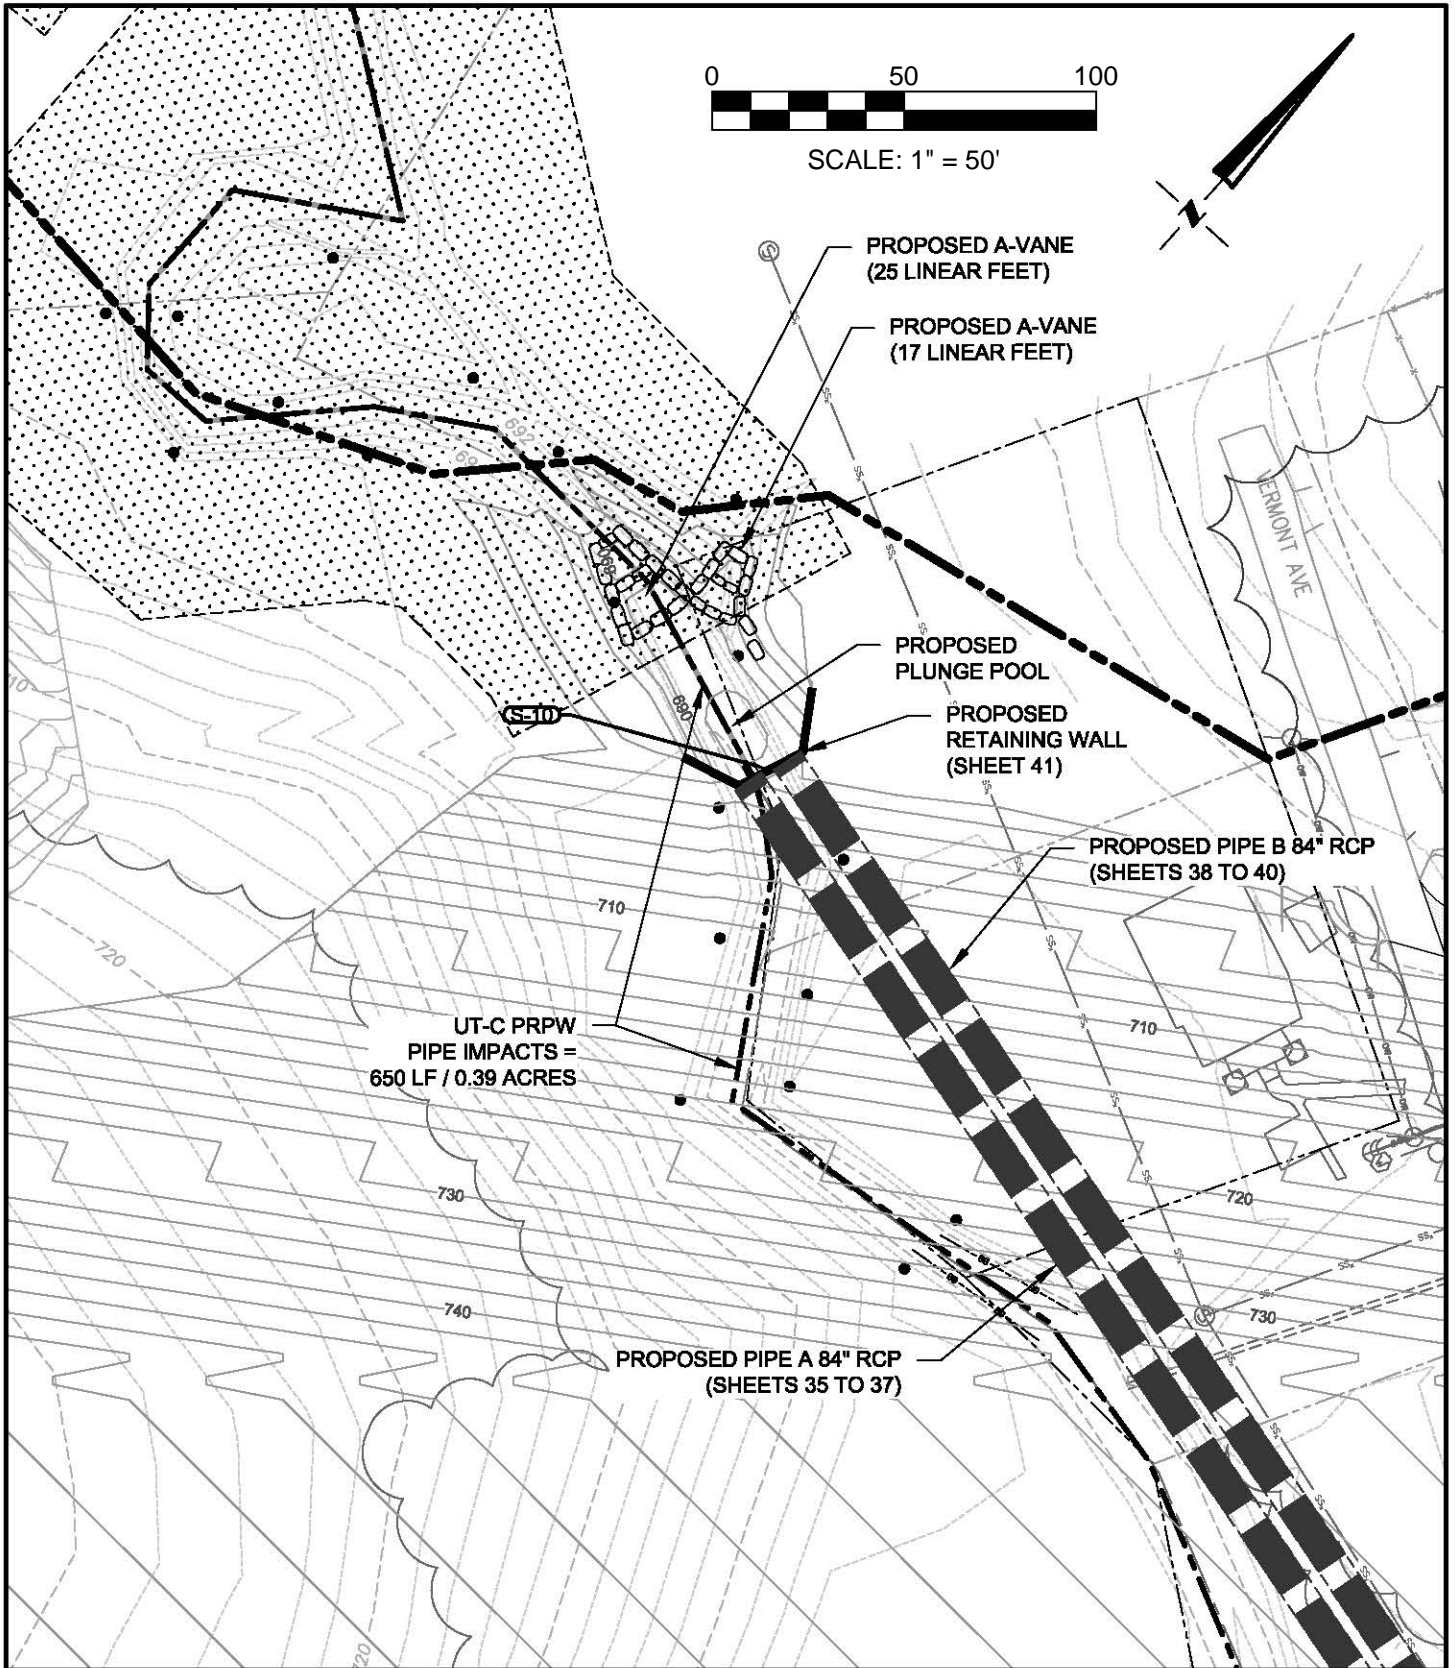 0 50 100
SCALE: 1" = 50'
N
PROPOSED A-VANE
(25 LINEAR FEET)
S
PROPOSED A-VANE
(17 LINEAR FEET)
692
VERMONT AVE
690
PROPOSED
PLUNGE POOL
690
S-10
PROPOSED
RETAINING WALL
(SHEET 41)
PROPOSED PIPE B 84" RCP
(SHEETS 38 TO 40)
710
720
UT-C PRPW
PIPE IMPACTS =
650 LF / 0.39 ACRES
710
730
720
740
S
730
PROPOSED PIPE A 84" RCP
(SHEETS 35 TO 37)
720